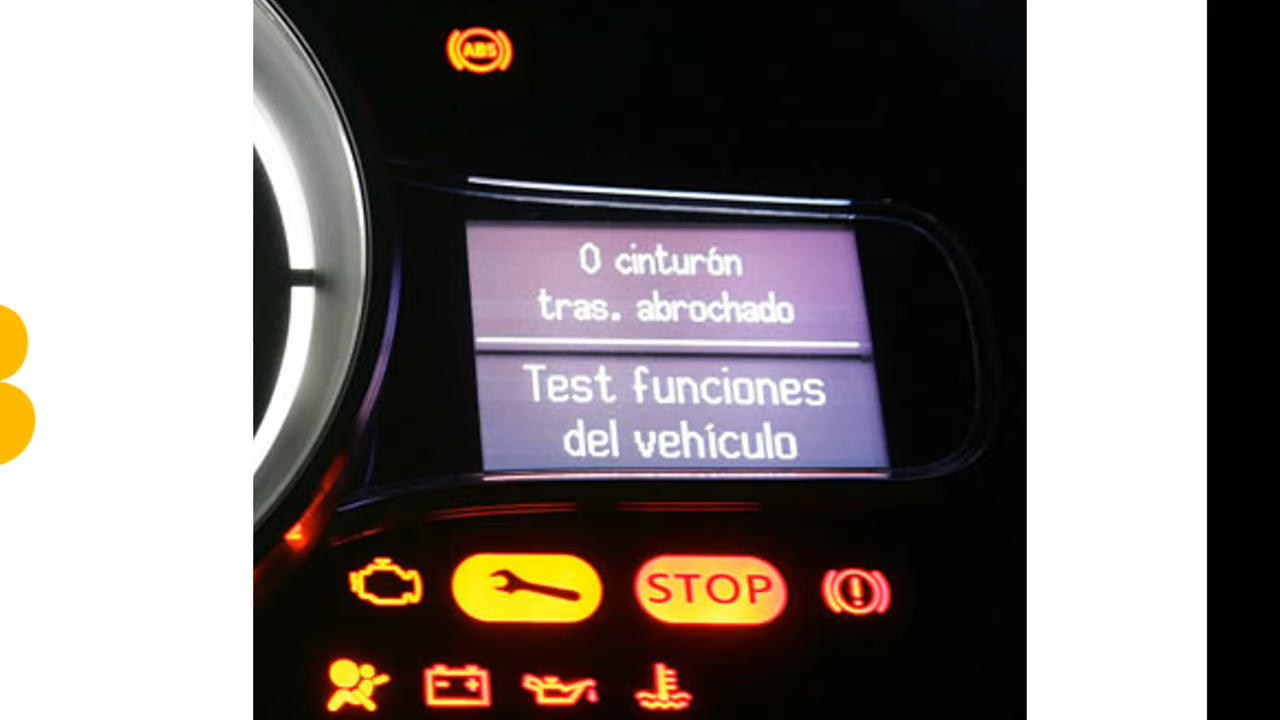 ABS
0 cinturón
tras. abrochado
Test funciones
del vehículo
STOP